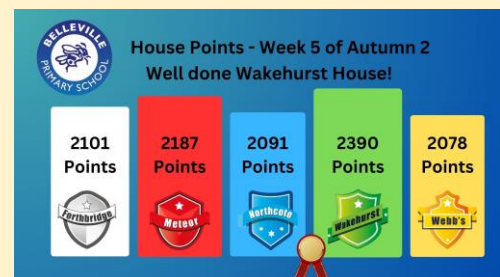 BELLEVILLE
PRIMARY SCHOOL
House Points - Week 5 of Autumn 2
Well done Wakehurst House!
2101
Points
2187
Points
2091
Points
2390
Points
2078
Points
Forthbridge
Meteor
Northcote
Wakehurst
Webb's